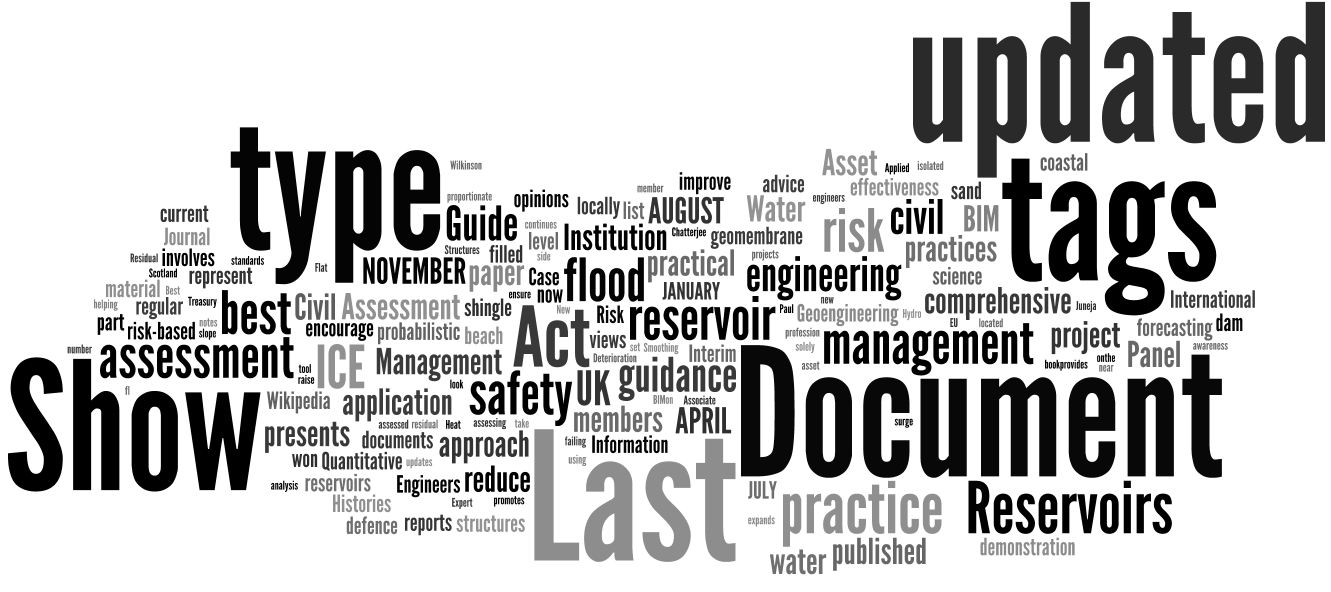 updated
type
tags
Show
Document
Last
Wilkinson
Asset
Applied
isolated
coastal
proportionate
member
improve
advice
effectiveness
sand
engineers
opinions
locally
list
AUGUST
Water
risk
civil
BIM
current
Journal
Guide
continues
level
side
Institution
Chatterjee
geomembrane
practices
Residual
involves
standards
Structures
filled
projects
Scotland
represent
Flat
NOVEMBER
paper
Case
flood
practical
engineering
science
material
Best
ensure
now
JANUARY
new
comprehensive
Juneja
International
helping
regular
Treasury
best
Civil
Assessment
shingle
New
Risk
reservoir
Paul
Geoengineering
Hydro
EU
located
part
risk-based
notes
slope
encourage
probabilistic
beach
Act
views
set
Smoothing
profession
solely
management
project
forecasting
dam
awareness
number
assessment
tool
raise
ICE
Management
Deterioration
Interim
asset
onthe
near
bookprovides
Panel
fl
look
safety
UK
guidance
Wikipedia
application
BIMon
Associate
members
APRIL
surge
presents
assessed
residual
Heat
assessing
take
documents
approach
failing
Information
using
won
Quantitative
updates
analysis
reservoirs
Engineers
reduce
Histories
Expert
promotes
defence
reports
structures
JULY
expands
practice
Reservoirs
water
published
demonstration